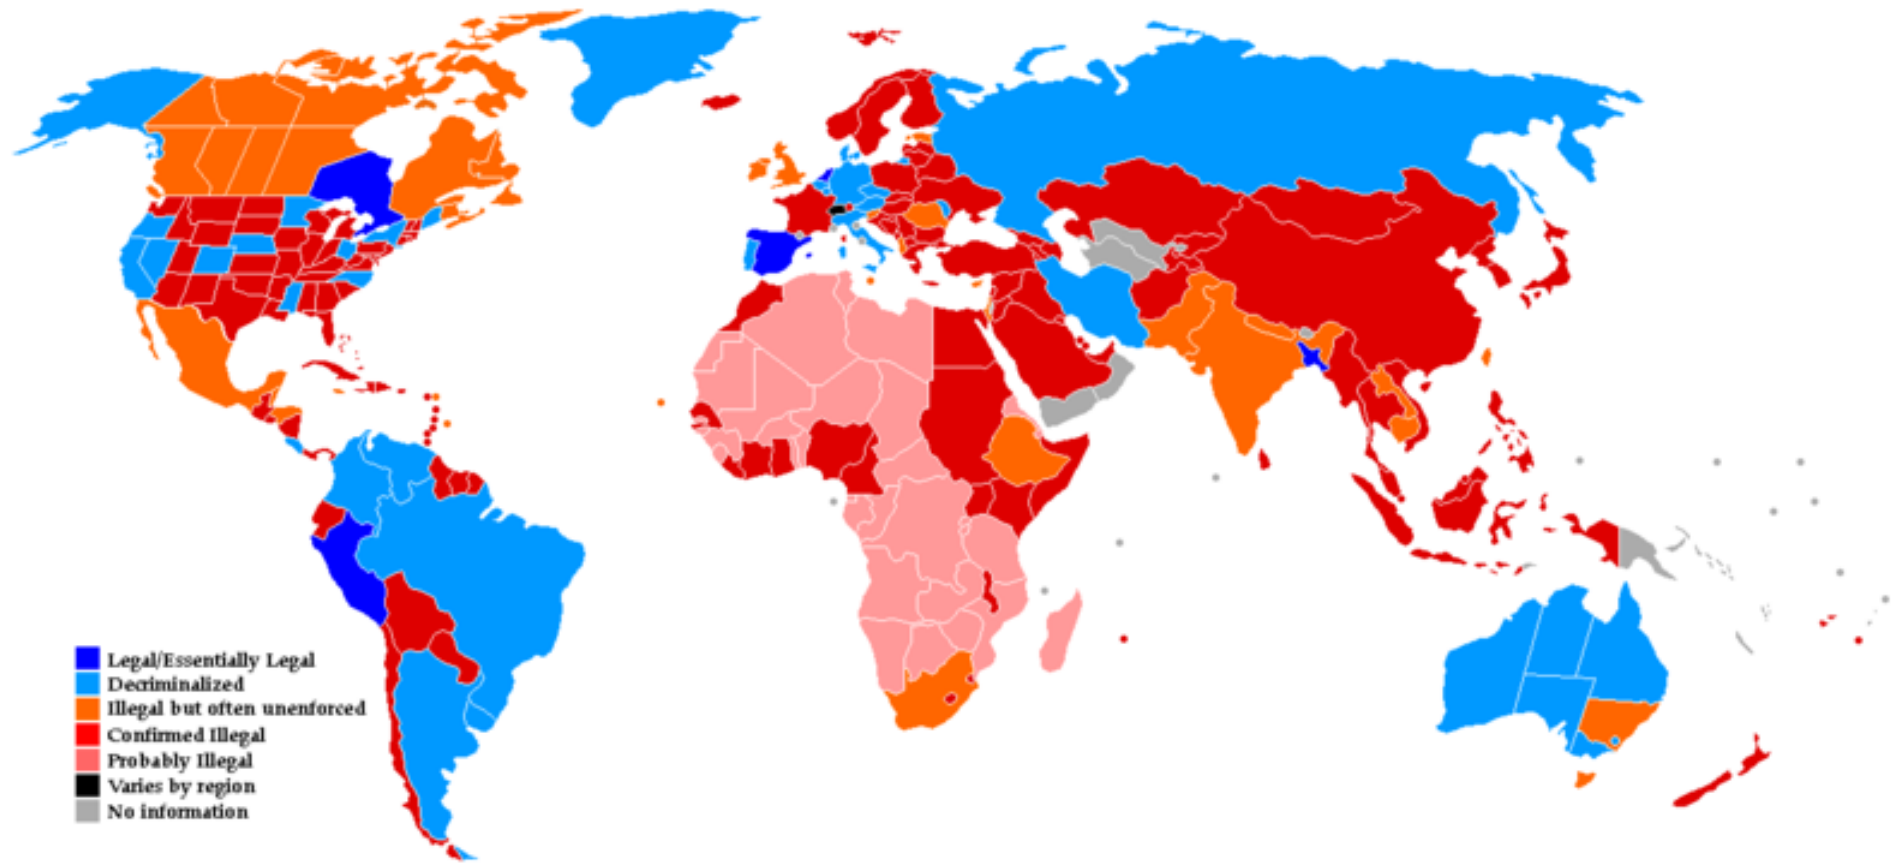 Legal/Essentially Legal
Decriminalized
Illegal but often unenforced
Confirmed Illegal
Probably Illegal
Varies by region
No information